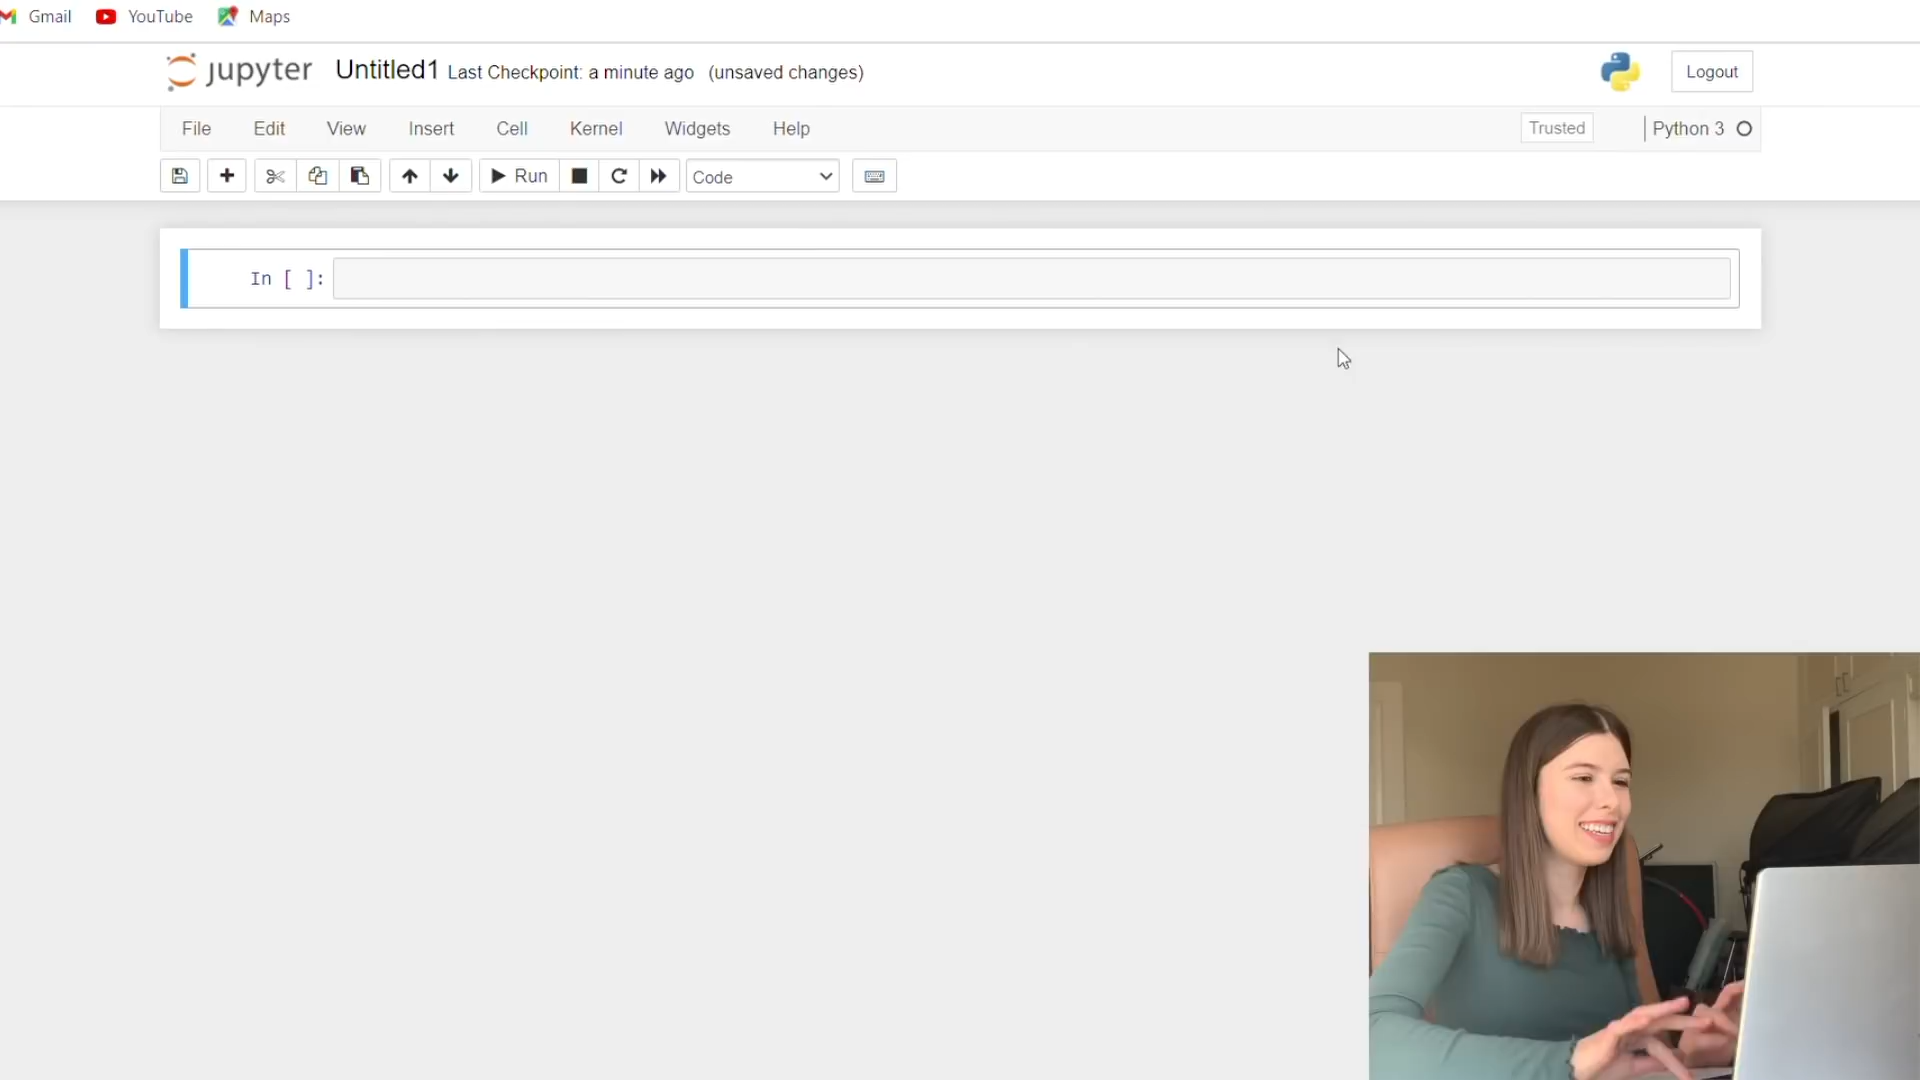 Gmail YouTube Maps
jupyter Untitled1 Last Checkpoint: a minute ago (unsaved changes) Logout
File Edit View Insert Cell Kernel Widgets Help Trusted Python 3
Run Code
In [ ]: